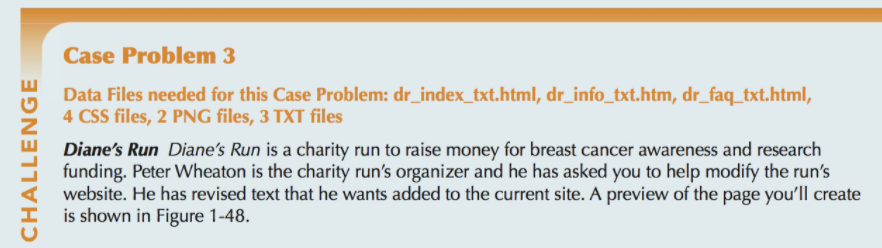 CHALLENGE
Case Problem 3
Data Files needed for this Case Problem: dr_index_txt.html, dr_info_txt.htm, dr_faq_txt.html,
4 CSS files, 2 PNG files, 3 TXT files
Diane's Run Diane's Run is a charity run to raise money for breast cancer awareness and research
funding. Peter Wheaton is the charity run's organizer and he has asked you to help modify the run's
website. He has revised text that he wants added to the current site. A preview of the page you'll create
is shown in Figure 1-48.